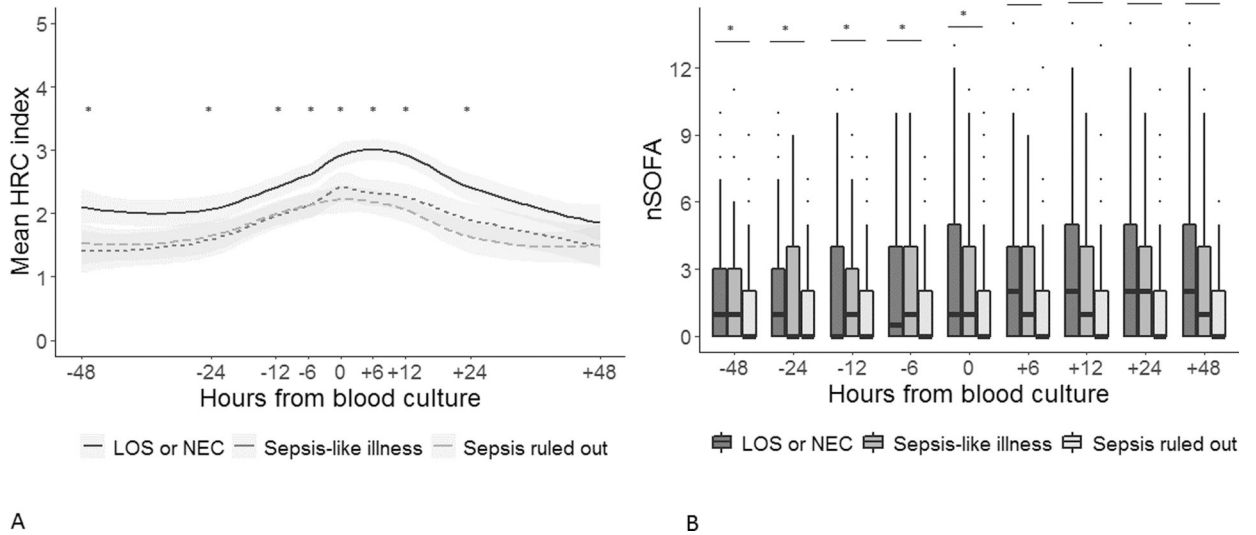 5
4
3
2
1
0
Mean HRC index
* * * * * * * *
-48 -24 -12 -6 0 +6 +12 +24 +48
Hours from blood culture
LOS or NEC Sepsis-like illness Sepsis ruled out
A
12
9
6
3
0
nSOFA
* * * * *
-48 -24 -12 -6 0 +6 +12 +24 +48
Hours from blood culture
LOS or NEC Sepsis-like illness Sepsis ruled out
B